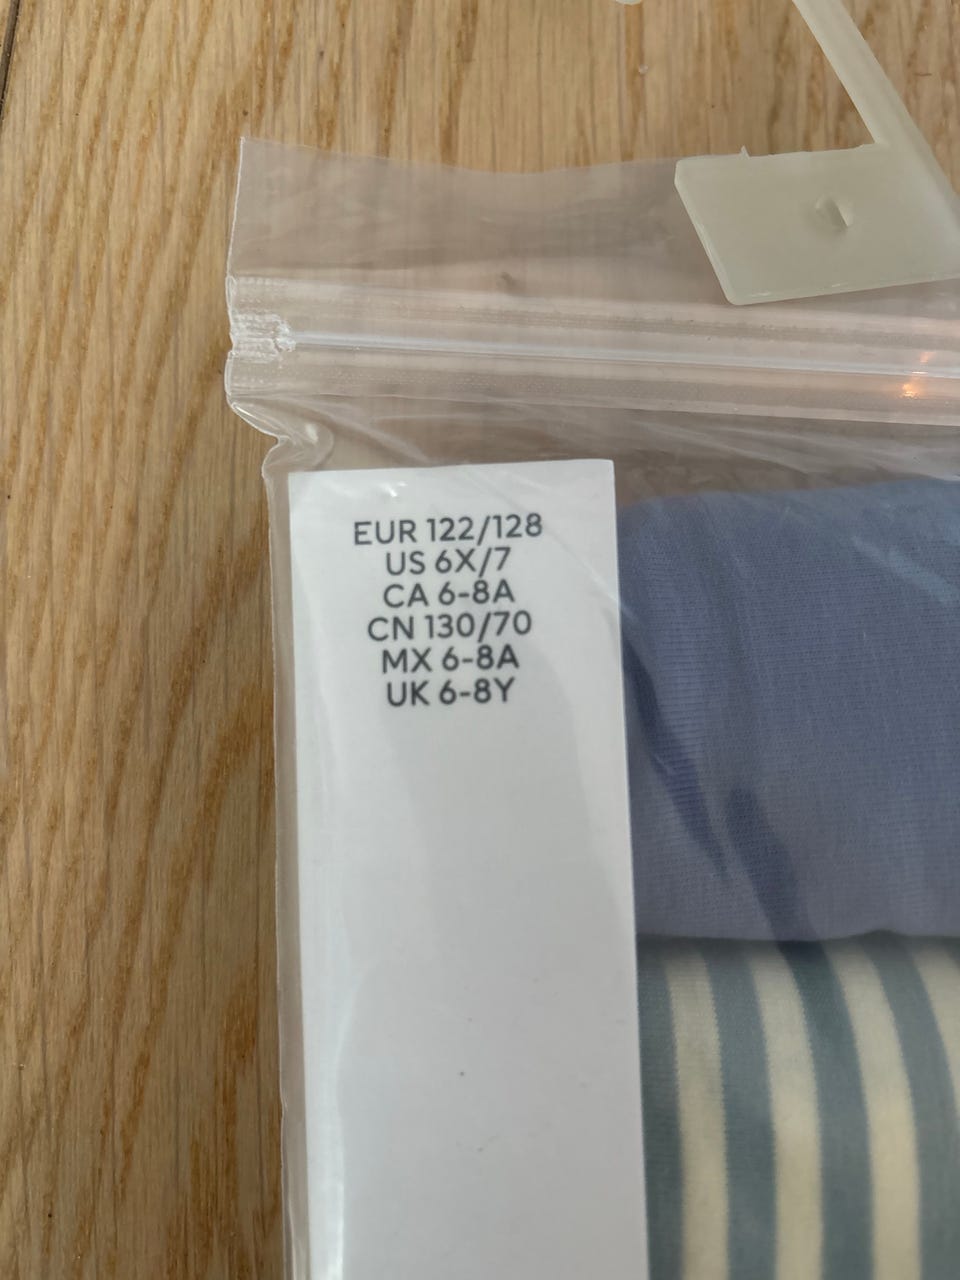 EUR 122/128
US 6X/7
CA 6-8A
CN 130/70
MX 6-8A
UK 6-8Y